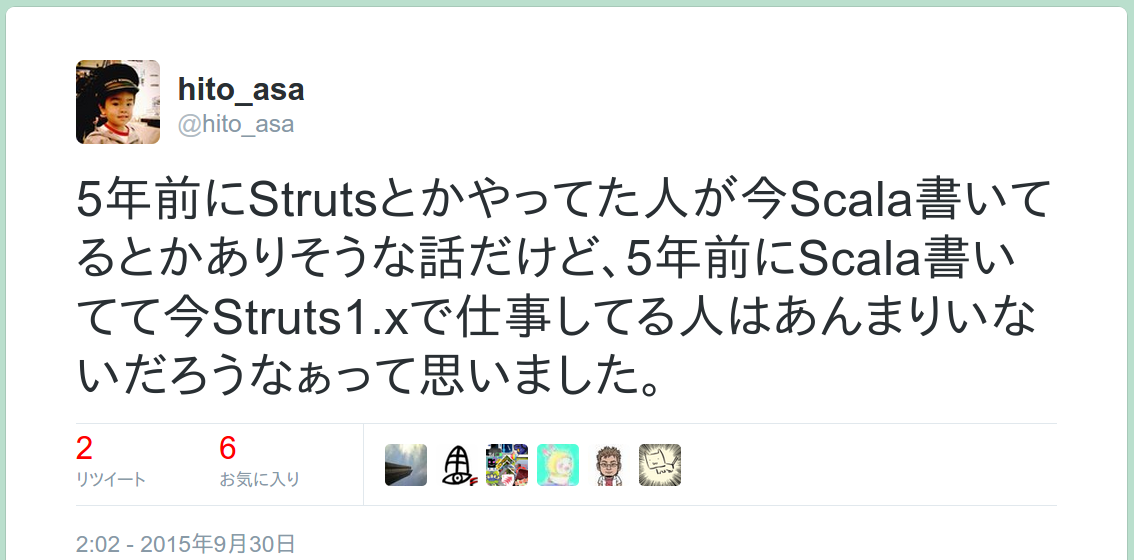 hito_asa
@hito_asa
5年前にStrutsとかやってた人が今Scala書いて
るとかありそうな話だけど、5年前にScala書い
てて今Struts1.xで仕事してる人はあんまりいな
いだろうなぁって思いました。
2 6
リツイート お気に入り
2:02 - 2015年9月30日